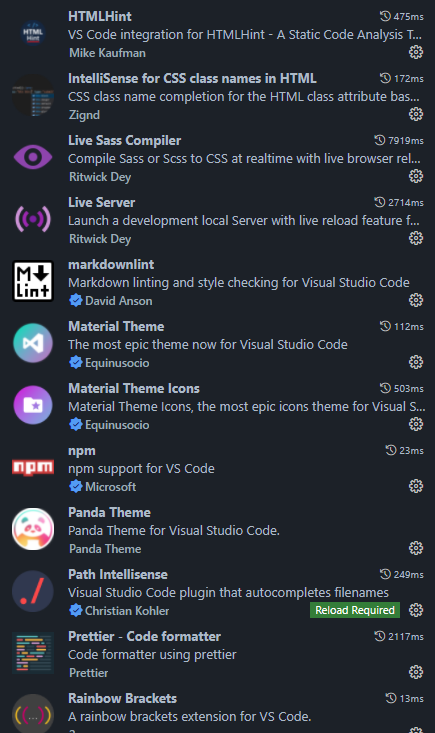 HTMLHint 475ms
HTML
Hint
VS Code integration for HTMLHint - A Static Code Analysis T...
Mike Kaufman
IntelliSense for CSS class names in HTML 172ms
CSS class name completion for the HTML class attribute bas...
Zignd
Live Sass Compiler 7919ms
Compile Sass or Scss to CSS at realtime with live browser rel...
Ritwick Dey
Live Server 2714ms
Launch a development local Server with live reload feature f...
Ritwick Dey
markdownlint
M
Lint
Markdown linting and style checking for Visual Studio Code
David Anson
Material Theme 112ms
The most epic theme now for Visual Studio Code
Equinusocio
Material Theme Icons 503ms
Material Theme Icons, the most epic icons theme for Visual S...
Equinusocio
npm 23ms
npm
npm support for VS Code
Microsoft
Panda Theme
Panda Theme for Visual Studio Code.
Panda Theme
Path Intellisense 249ms
./
Visual Studio Code plugin that autocompletes filenames
Christian Kohler Reload Required
Prettier - Code formatter 2117ms
Code formatter using prettier
Prettier
Rainbow Brackets 13ms
(...)
A rainbow brackets extension for VS Code.